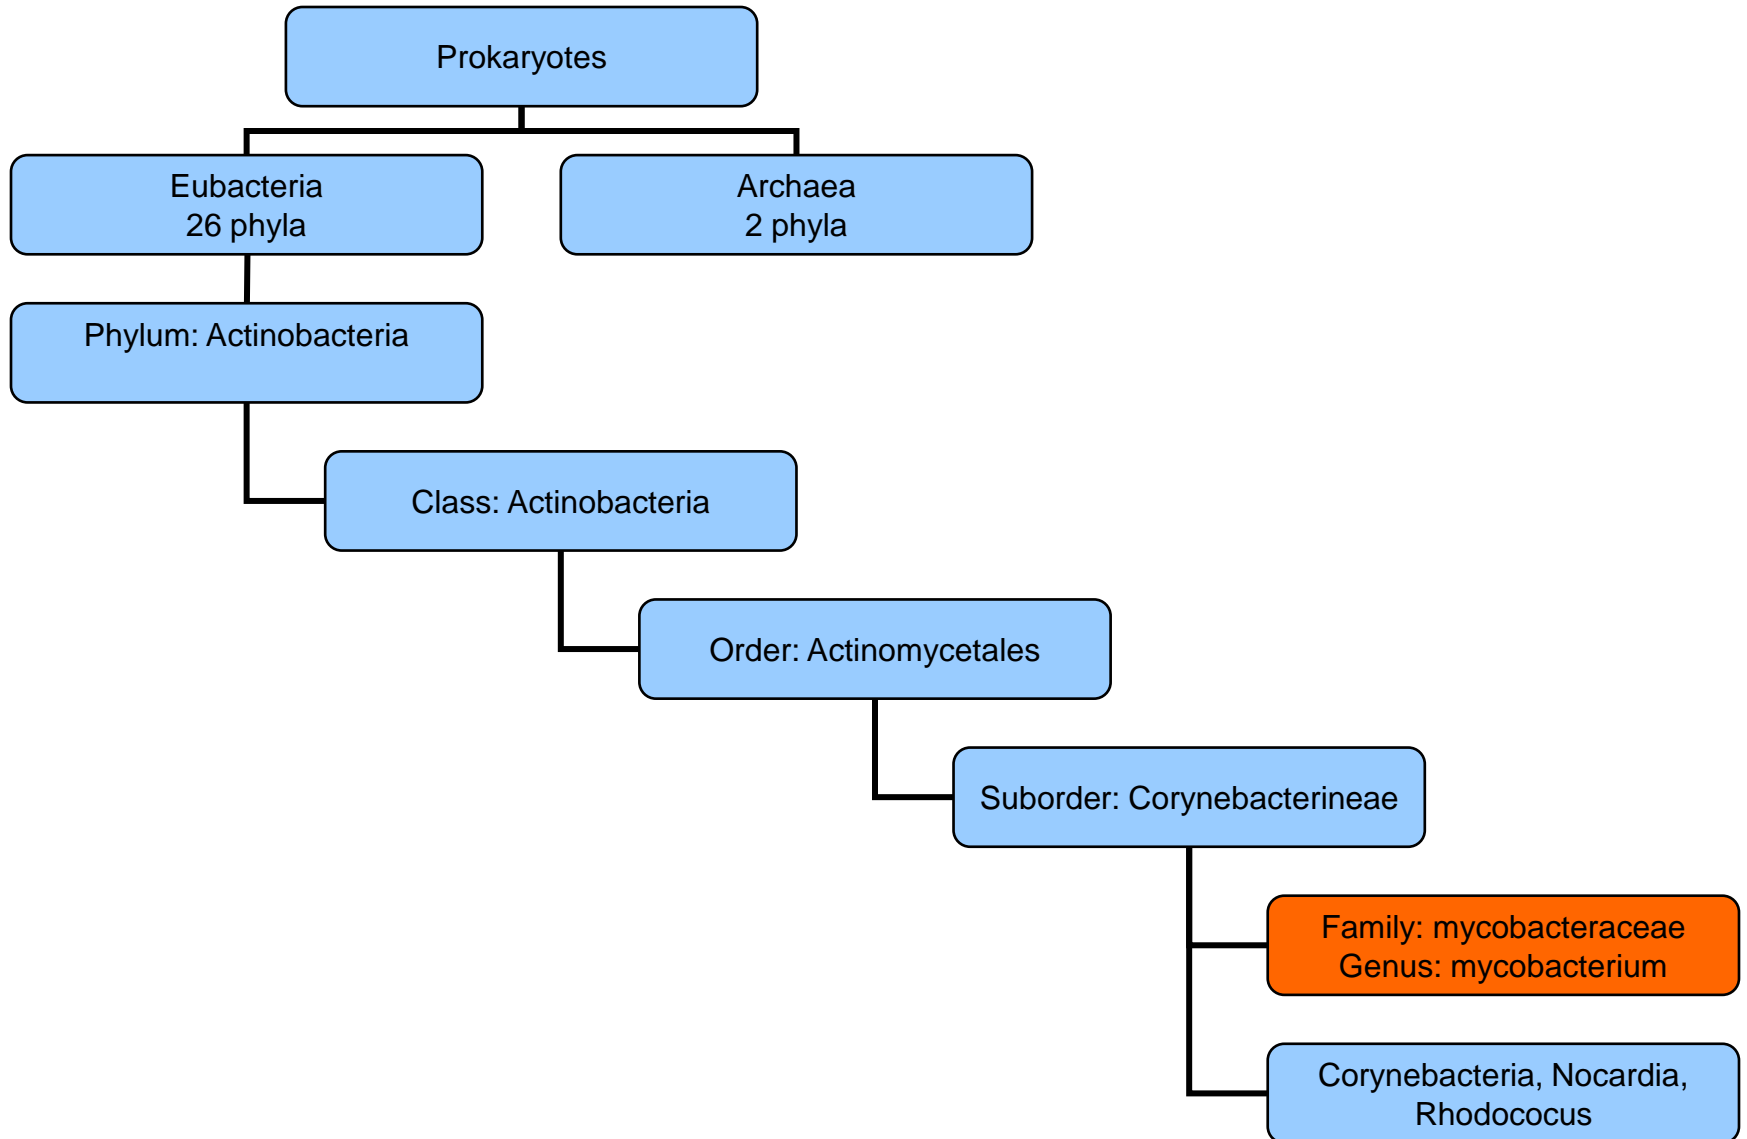 Prokaryotes
Eubacteria
26 phyla
Archaea
2 phyla
Phylum: Actinobacteria
Class: Actinobacteria
Order: Actinomycetales
Suborder: Corynebacterineae
Family: mycobacteraceae
Genus: mycobacterium
Corynebacteria, Nocardia,
Rhodococus